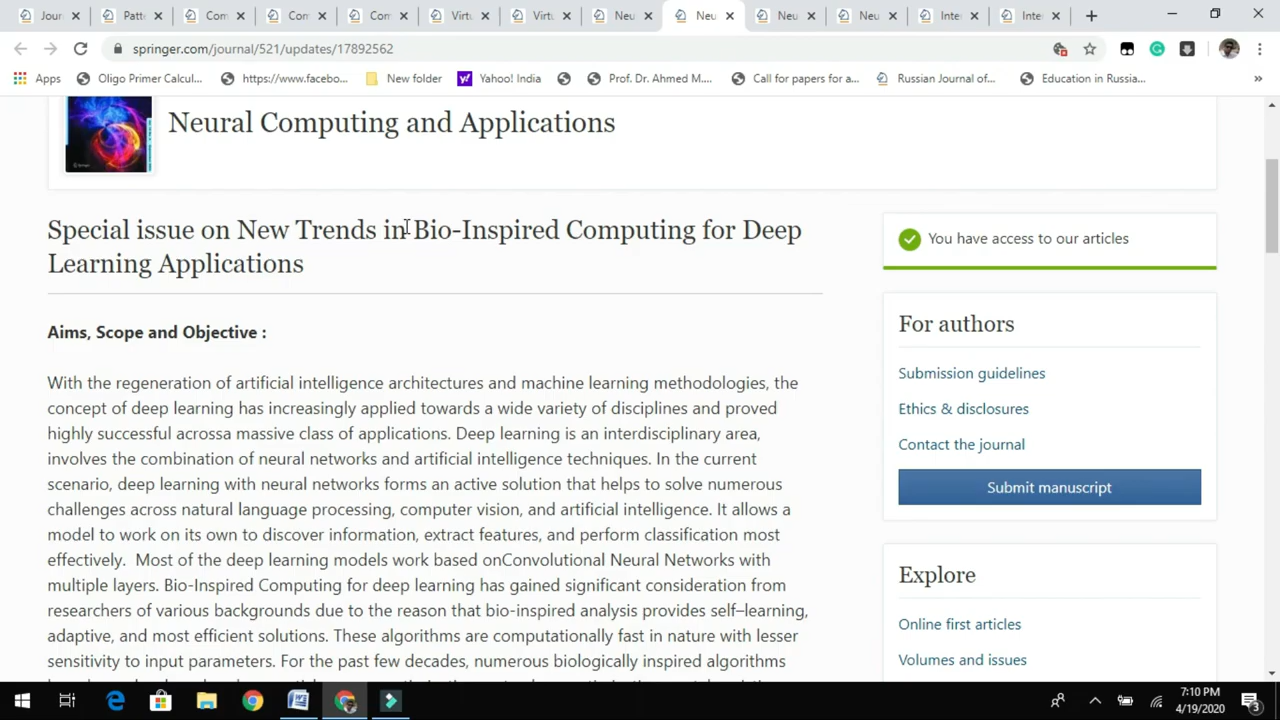 Jour
Patte
Com
Com
Com
Virtu
Virtu
Neu
Neu
Neu
Neu
Inte
Inte
springer.com/journal/521/updates/17892562
Apps
Oligo Primer Calcul...
https://www.facebo...
New folder
Yahoo! India
Prof. Dr. Ahmed M....
Call for papers for a...
Russian Journal of...
Education in Russia...
»
Neural Computing and Applications
Special issue on New Trends in Bio-Inspired Computing for Deep
Learning Applications
Aims, Scope and Objective :
With the regeneration of artificial intelligence architectures and machine learning methodologies, the
concept of deep learning has increasingly applied towards a wide variety of disciplines and proved
highly successful acrossa massive class of applications. Deep learning is an interdisciplinary area,
involves the combination of neural networks and artificial intelligence techniques. In the current
scenario, deep learning with neural networks forms an active solution that helps to solve numerous
challenges across natural language processing, computer vision, and artificial intelligence. It allows a
model to work on its own to discover information, extract features, and perform classification most
effectively.  Most of the deep learning models work based onConvolutional Neural Networks with
multiple layers. Bio-Inspired Computing for deep learning has gained significant consideration from
researchers of various backgrounds due to the reason that bio-inspired analysis provides self–learning,
adaptive, and most efficient solutions. These algorithms are computationally fast in nature with lesser
sensitivity to input parameters. For the past few decades, numerous biologically inspired algorithms
You have access to our articles
For authors
Submission guidelines
Ethics & disclosures
Contact the journal
Submit manuscript
Explore
Online first articles
Volumes and issues
7:10 PM
4/19/2020
3